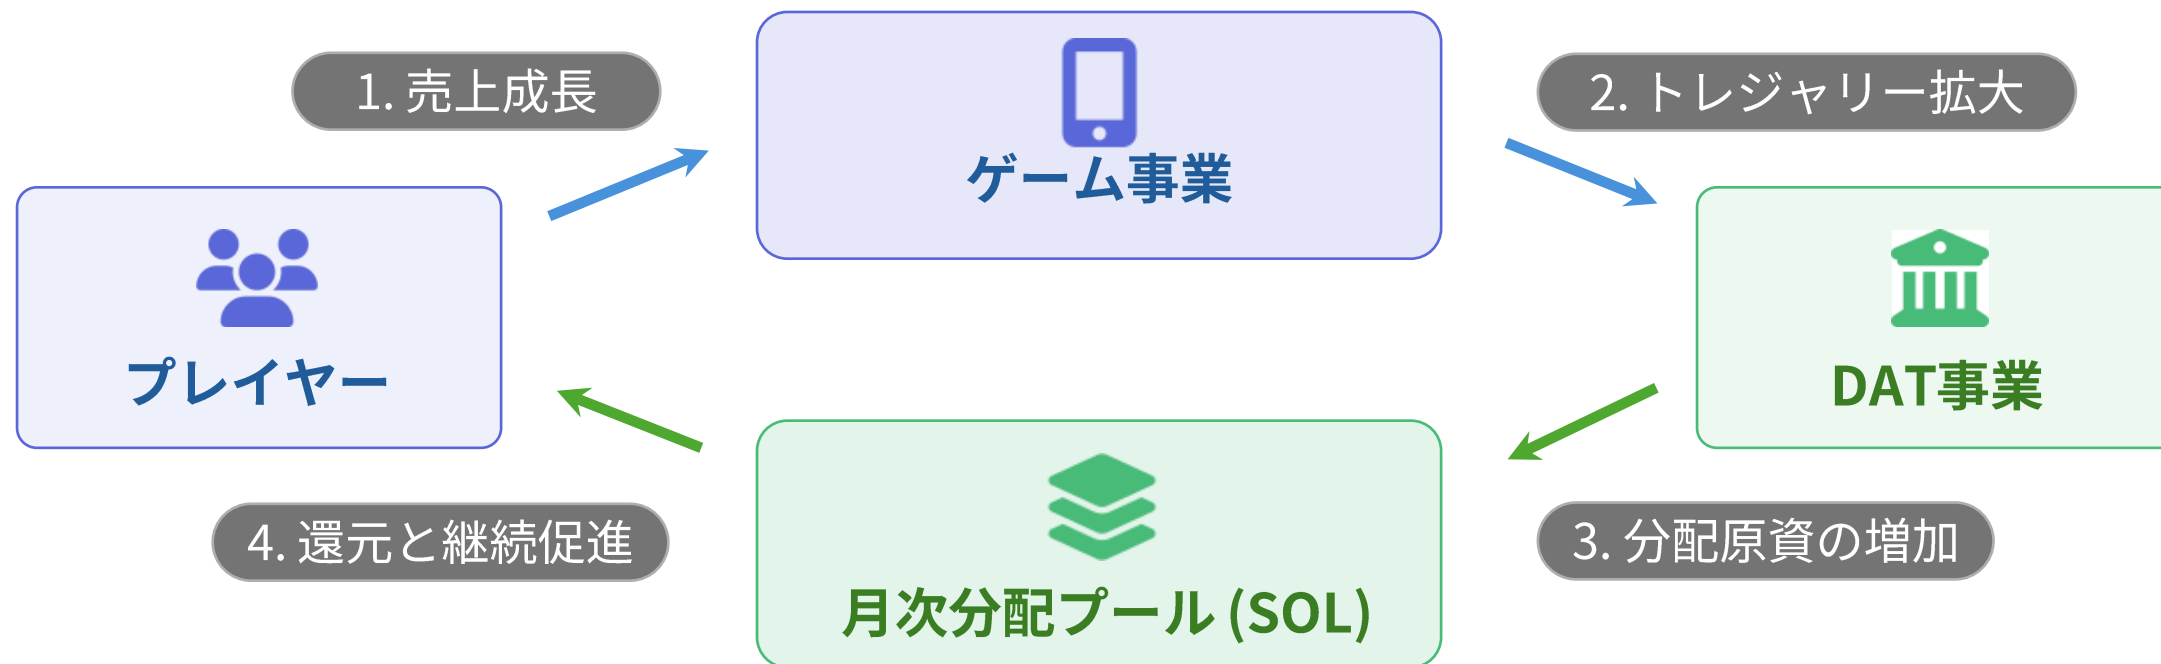 1. 売上成長
ゲーム事業
2. トレジャリー拡大
プレイヤー
DAT事業
4. 還元と継続促進
月次分配プール (SOL)
3. 分配原資の増加